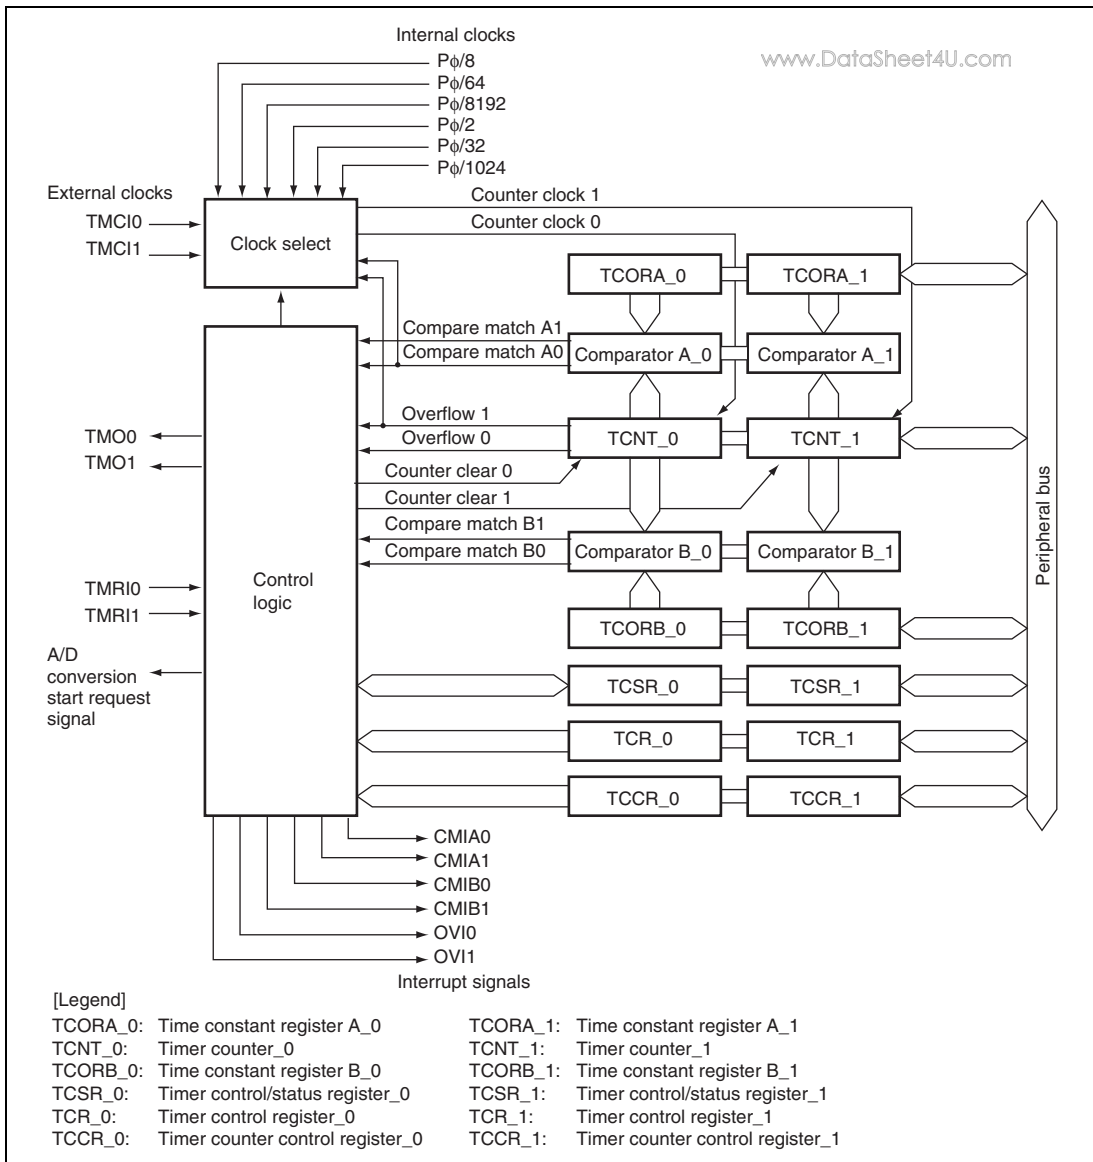 Internal clocks
www.DataSheet4U.com
Pϕ/8
Pϕ/64
Pϕ/8192
Pϕ/2
Pϕ/32
Pϕ/1024
External clocks
TMCI0
TMCI1
Clock select
Counter clock 1
Counter clock 0
TCORA_0
TCORA_1
Compare match A1
Compare match A0
Comparator A_0
Comparator A_1
Overflow 1
Overflow 0
TCNT_0
TCNT_1
TMO0
TMO1
Counter clear 0
Counter clear 1
Compare match B1
Compare match B0
Comparator B_0
Comparator B_1
Peripheral bus
Control
logic
TMRI0
TMRI1
TCORB_0
TCORB_1
A/D
conversion
start request
signal
TCSR_0
TCSR_1
TCR_0
TCR_1
TCCR_0
TCCR_1
CMIA0
CMIA1
CMIB0
CMIB1
OVI0
OVI1
Interrupt signals
[Legend]
TCORA_0: Time constant register A_0 TCORA_1: Time constant register A_1
TCNT_0: Timer counter_0 TCNT_1: Timer counter_1
TCORB_0: Time constant register B_0 TCORB_1: Time constant register B_1
TCSR_0: Timer control/status register_0 TCSR_1: Timer control/status register_1
TCR_0: Timer control register_0 TCR_1: Timer control register_1
TCCR_0: Timer counter control register_0 TCCR_1: Timer counter control register_1